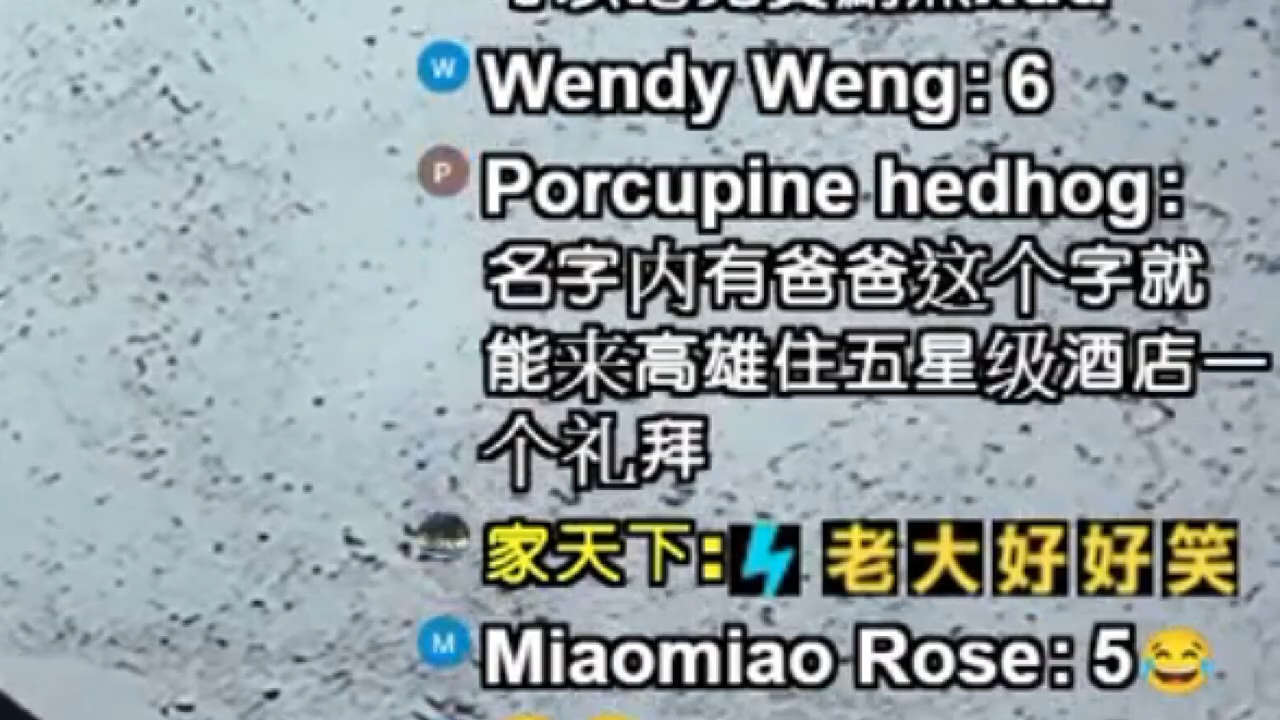 Wendy Weng: 6
Porcupine hedhog:
名字内有爸爸这个字就
能来高雄住五星级酒店一
个礼拜
家天下:⚡老大好好笑
Miaomiao Rose: 5😂